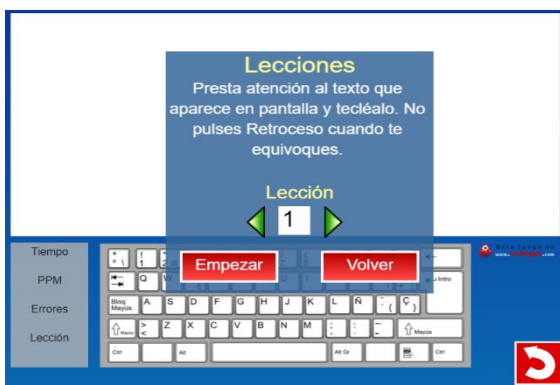 Lecciones
Presta atención al texto que
aparece en pantalla y tecléalo. No
pulses Retroceso cuando te
equivoques.
Lección
1
Empezar
Volver
Tiempo
PPM
Errores
Lección
Q
Intro
Bloq Mayús A S D F G H J K L Ñ Ç
Z X C V B N M Mayús
Ctrl Alt Alt Gr Ctrl